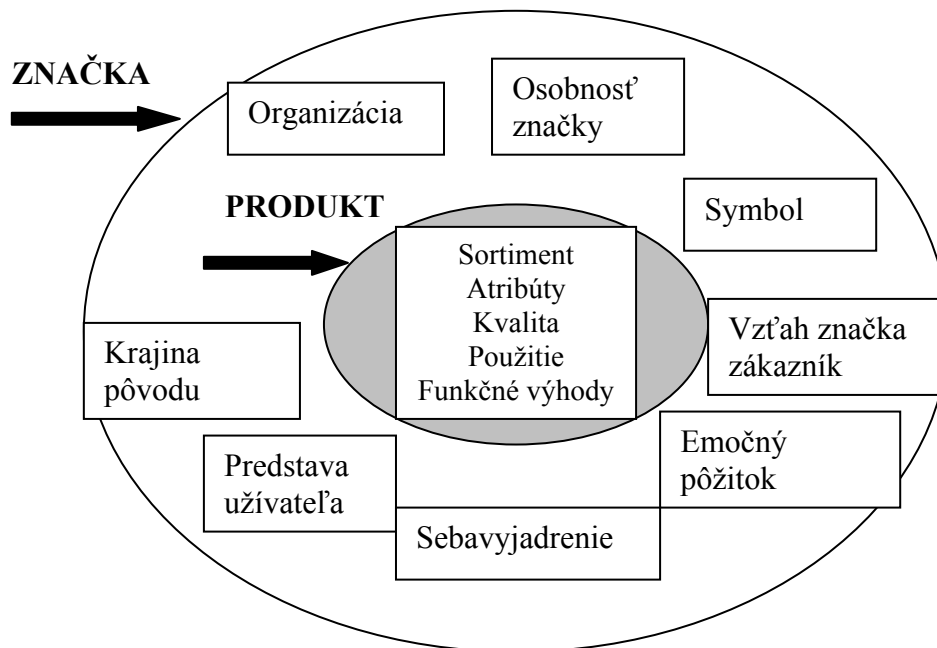 ZNAČKA
Organizácia
Osobnosť
značky
PRODUKT
Symbol
Sortiment
Atribúty
Kvalita
Použitie
Funkčné výhody
Krajina
pôvodu
Vzťah značka
zákazník
Predstava
užívateľa
Emočný
pôžitok
Sebavyjadrenie